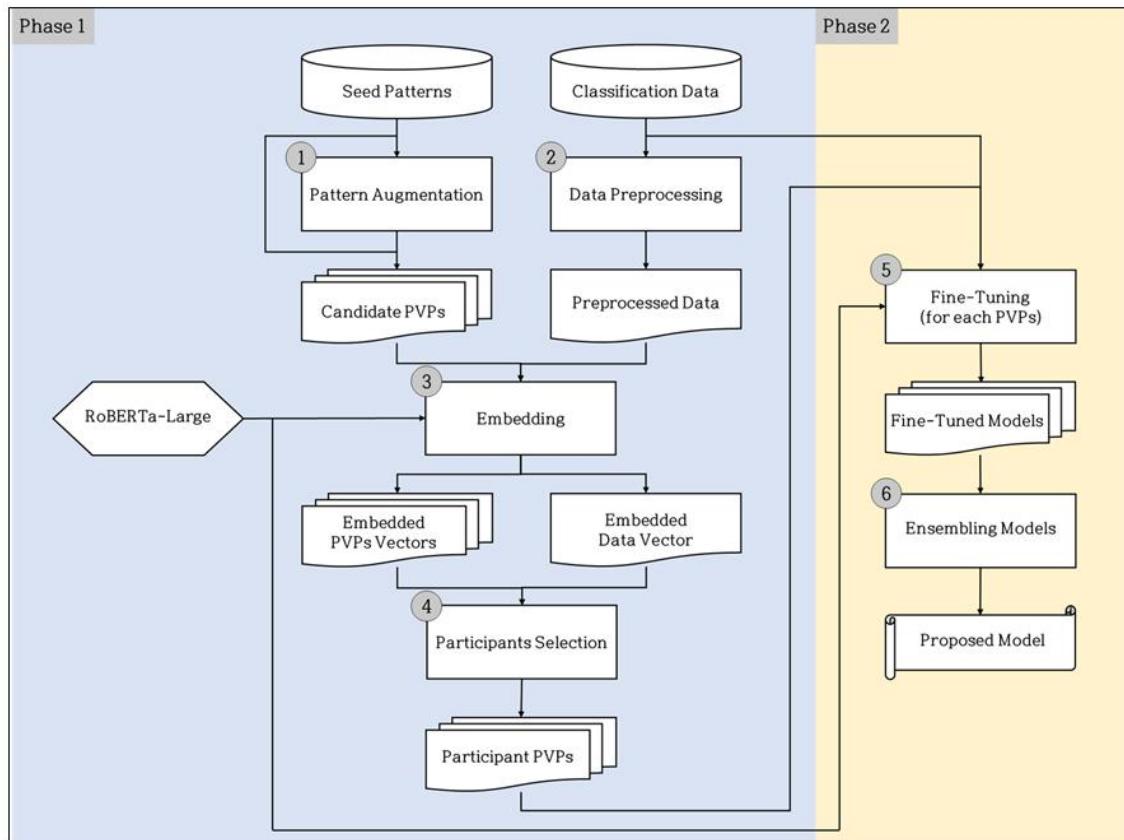 Phase 1
Phase 2
Seed Patterns
Classification Data
1
Pattern Augmentation
2
Data Preprocessing
Candidate PVPs
Preprocessed Data
5
Fine-Tuning
(for each PVPs)
3
Embedding
RoBERTa-Large
Fine-Tuned Models
Embedded
PVPs Vectors
Embedded
Data Vector
6
Ensembling Models
4
Participants Selection
Proposed Model
Participant PVPs